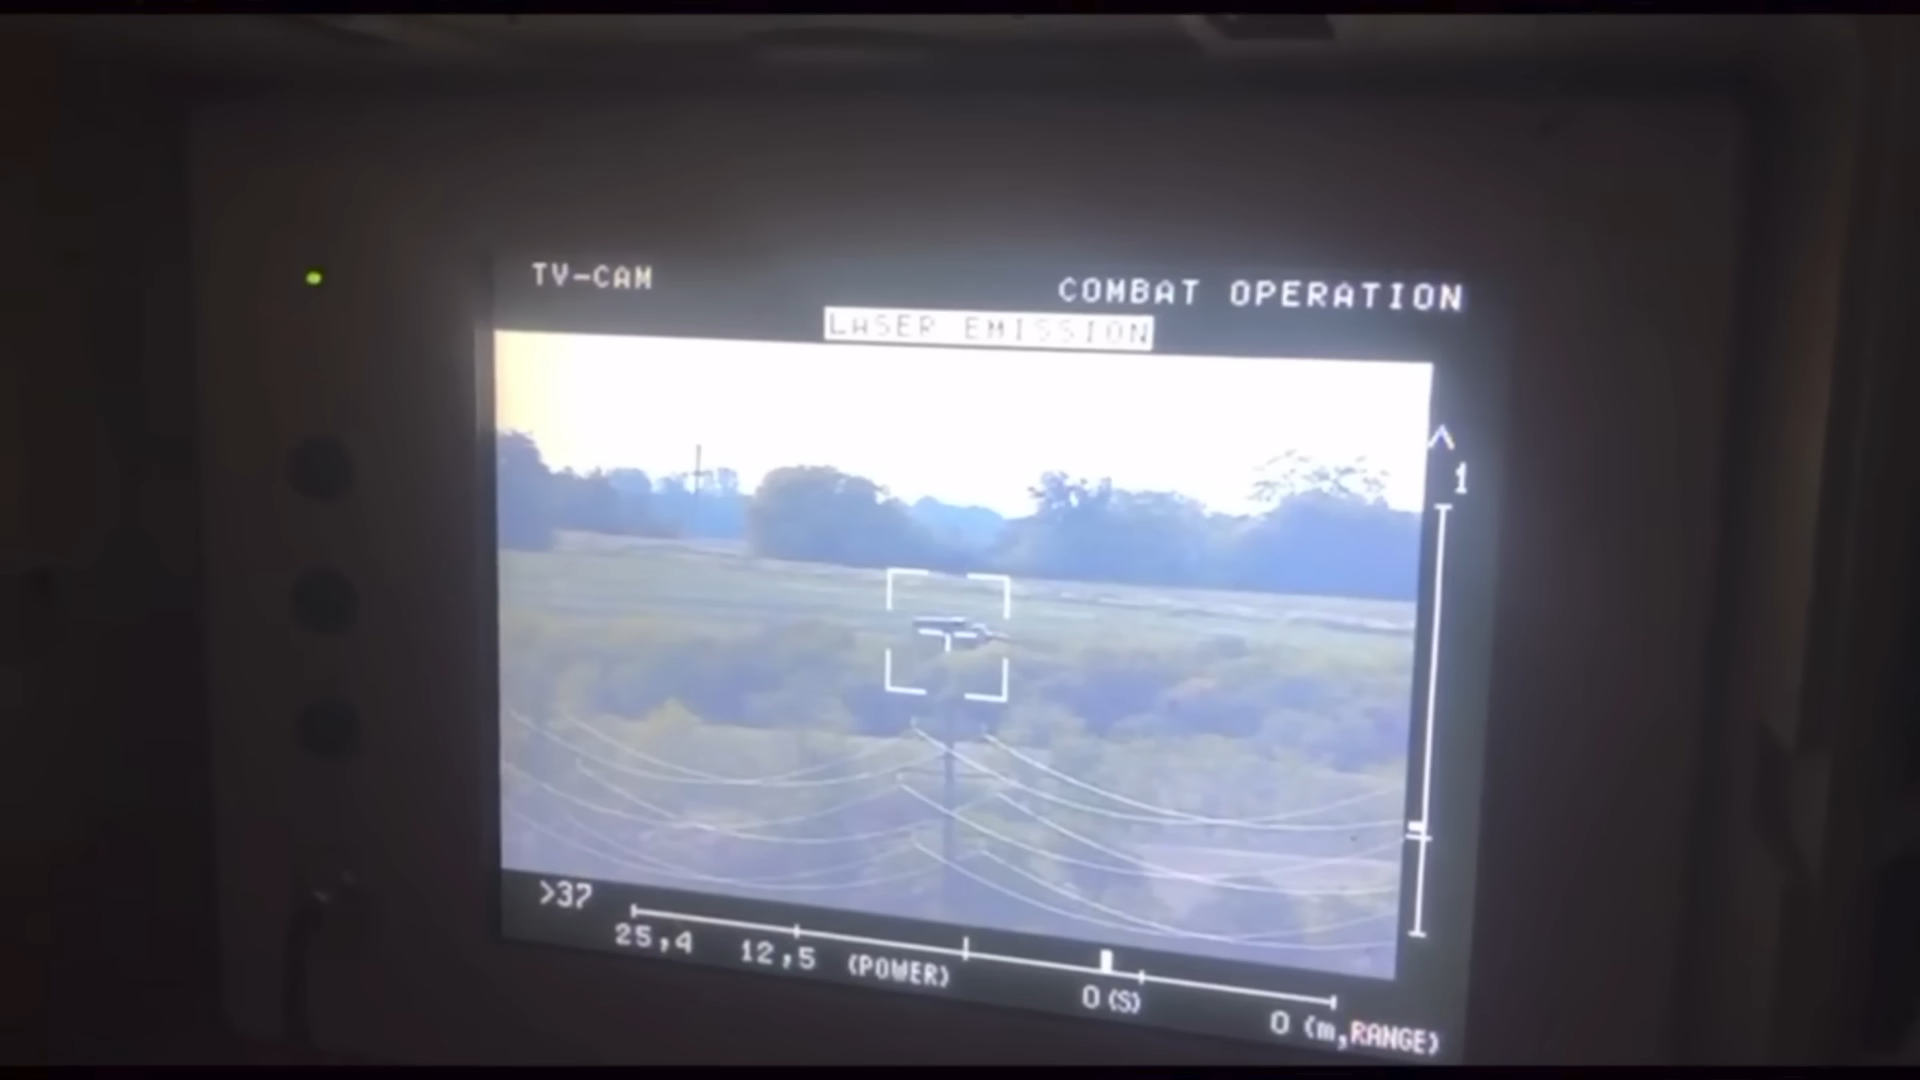 TV-CAM
COMBAT OPERATION
LASER EMISSION
1
>37
25,4 12,5 (POWER)
0 (S)
0 (m,RANGE)